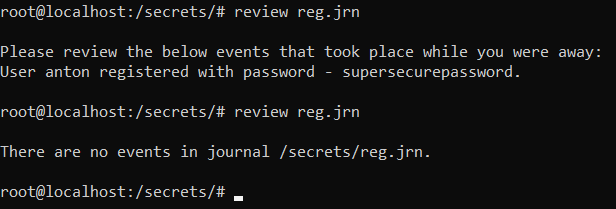 root@localhost:/secrets/# review reg.jrn
Please review the below events that took place while you were away:
User anton registered with password - supersecurepassword.
root@localhost:/secrets/# review reg.jrn
There are no events in journal /secrets/reg.jrn.
root@localhost:/secrets/#